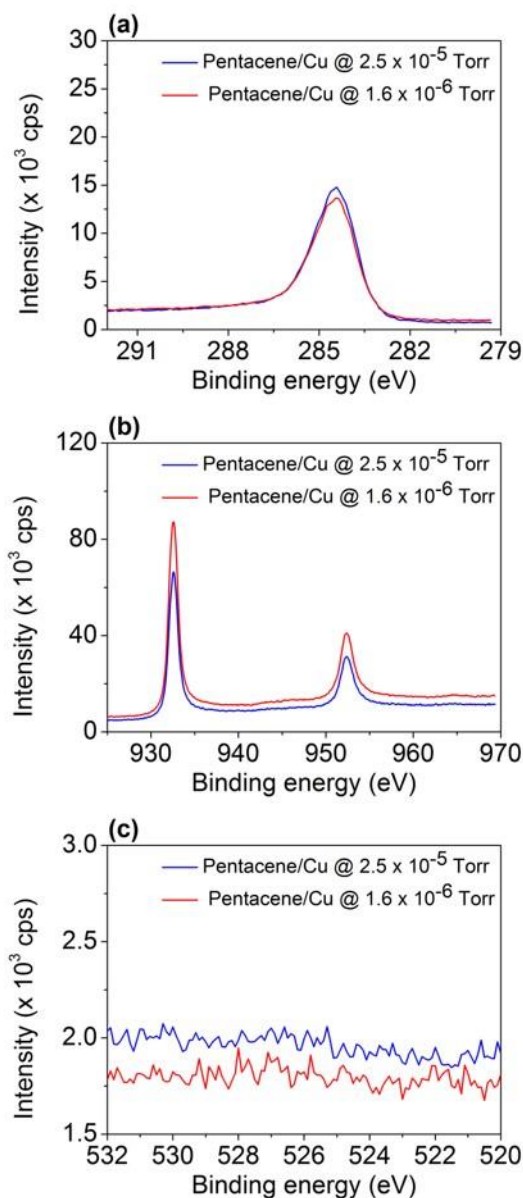 (a)
30
25
20
15
10
5
0
Pentacene/Cu @ 2.5 x 10⁻⁵ Torr
Pentacene/Cu @ 1.6 x 10⁻⁶ Torr
Intensity (x 10³ cps)
291 288 285 282 279
Binding energy (eV)
(b)
120
80
40
0
Pentacene/Cu @ 2.5 x 10⁻⁵ Torr
Pentacene/Cu @ 1.6 x 10⁻⁶ Torr
Intensity (x 10³ cps)
930 940 950 960 970
Binding energy (eV)
(c)
3.0
2.5
2.0
1.5
Pentacene/Cu @ 2.5 x 10⁻⁵ Torr
Pentacene/Cu @ 1.6 x 10⁻⁶ Torr
Intensity (x 10³ cps)
532 530 528 526 524 522 520
Binding energy (eV)